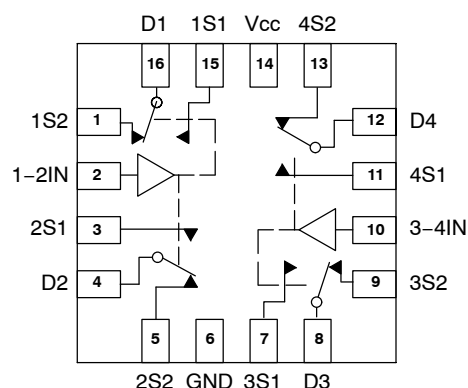 D1 1S1 Vcc 4S2
16 15 14 13
1S2 1 12 D4
1−2IN 2 11 4S1
2S1 3 10 3−4IN
D2 4 9 3S2
5 6 7 8
2S2 GND 3S1 D3